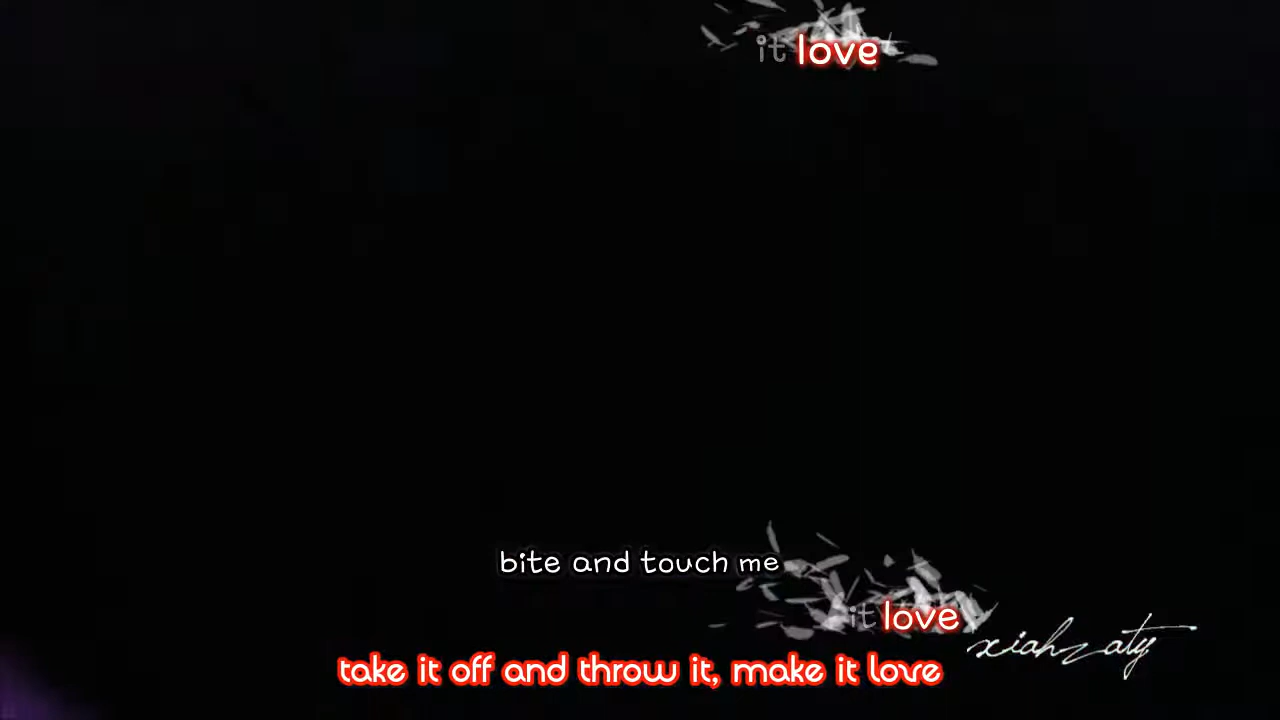 it love
bite and touch me
it love
xiahzaty
take it off and throw it, make it love